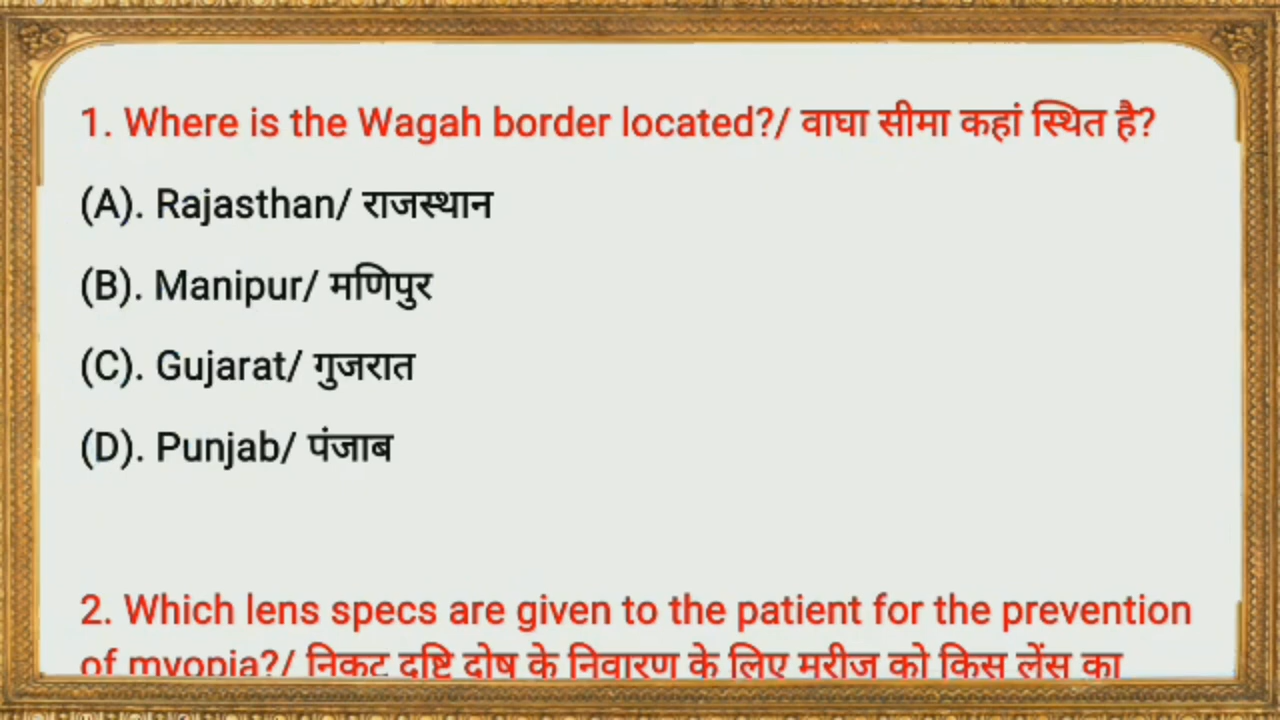 1. Where is the Wagah border located?/ वाघा सीमा कहां स्थित है?
(A). Rajasthan/ राजस्थान
(B). Manipur/ मणिपुर
(C). Gujarat/ गुजरात
(D). Punjab/ पंजाब
2. Which lens specs are given to the patient for the prevention
of myopia?/ निकट दृष्टि दोष के निवारण के लिए मरीज को किस लेंस का